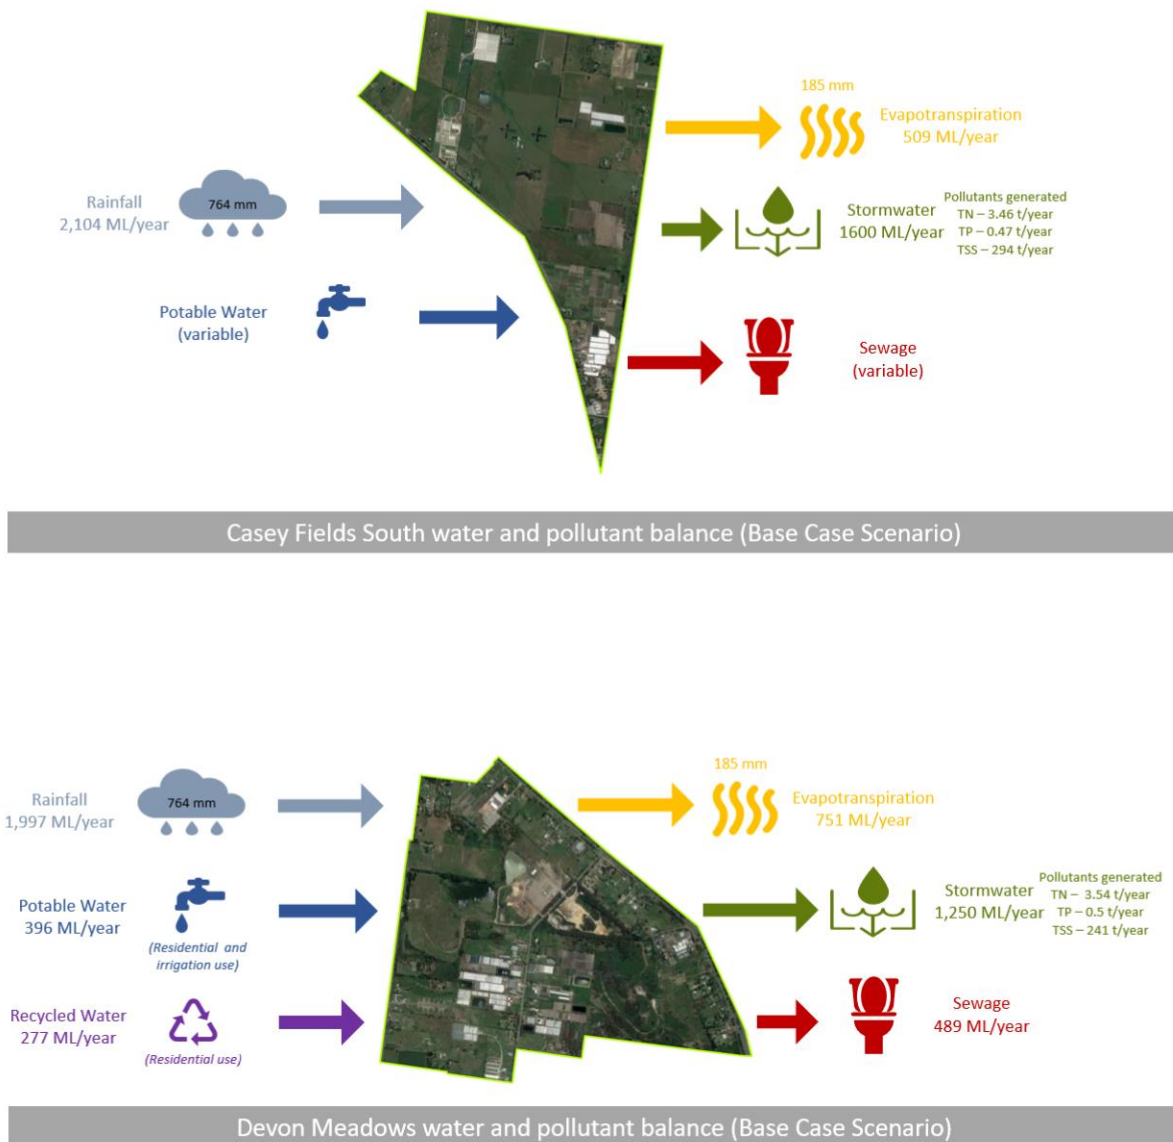 185 mm
Evapotranspiration
509 ML/year
Rainfall
2,104 ML/year
764 mm
Stormwater
1600 ML/year
Pollutants generated
TN – 3.46 t/year
TP – 0.47 t/year
TSS – 294 t/year
Potable Water
(variable)
Sewage
(variable)
Casey Fields South water and pollutant balance (Base Case Scenario)
185 mm
Rainfall
1,997 ML/year
764 mm
Evapotranspiration
751 ML/year
Potable Water
396 ML/year
(Residential and
irrigation use)
Stormwater
1,250 ML/year
Pollutants generated
TN – 3.54 t/year
TP – 0.5 t/year
TSS – 241 t/year
Recycled Water
277 ML/year
(Residential use)
Sewage
489 ML/year
Devon Meadows water and pollutant balance (Base Case Scenario)